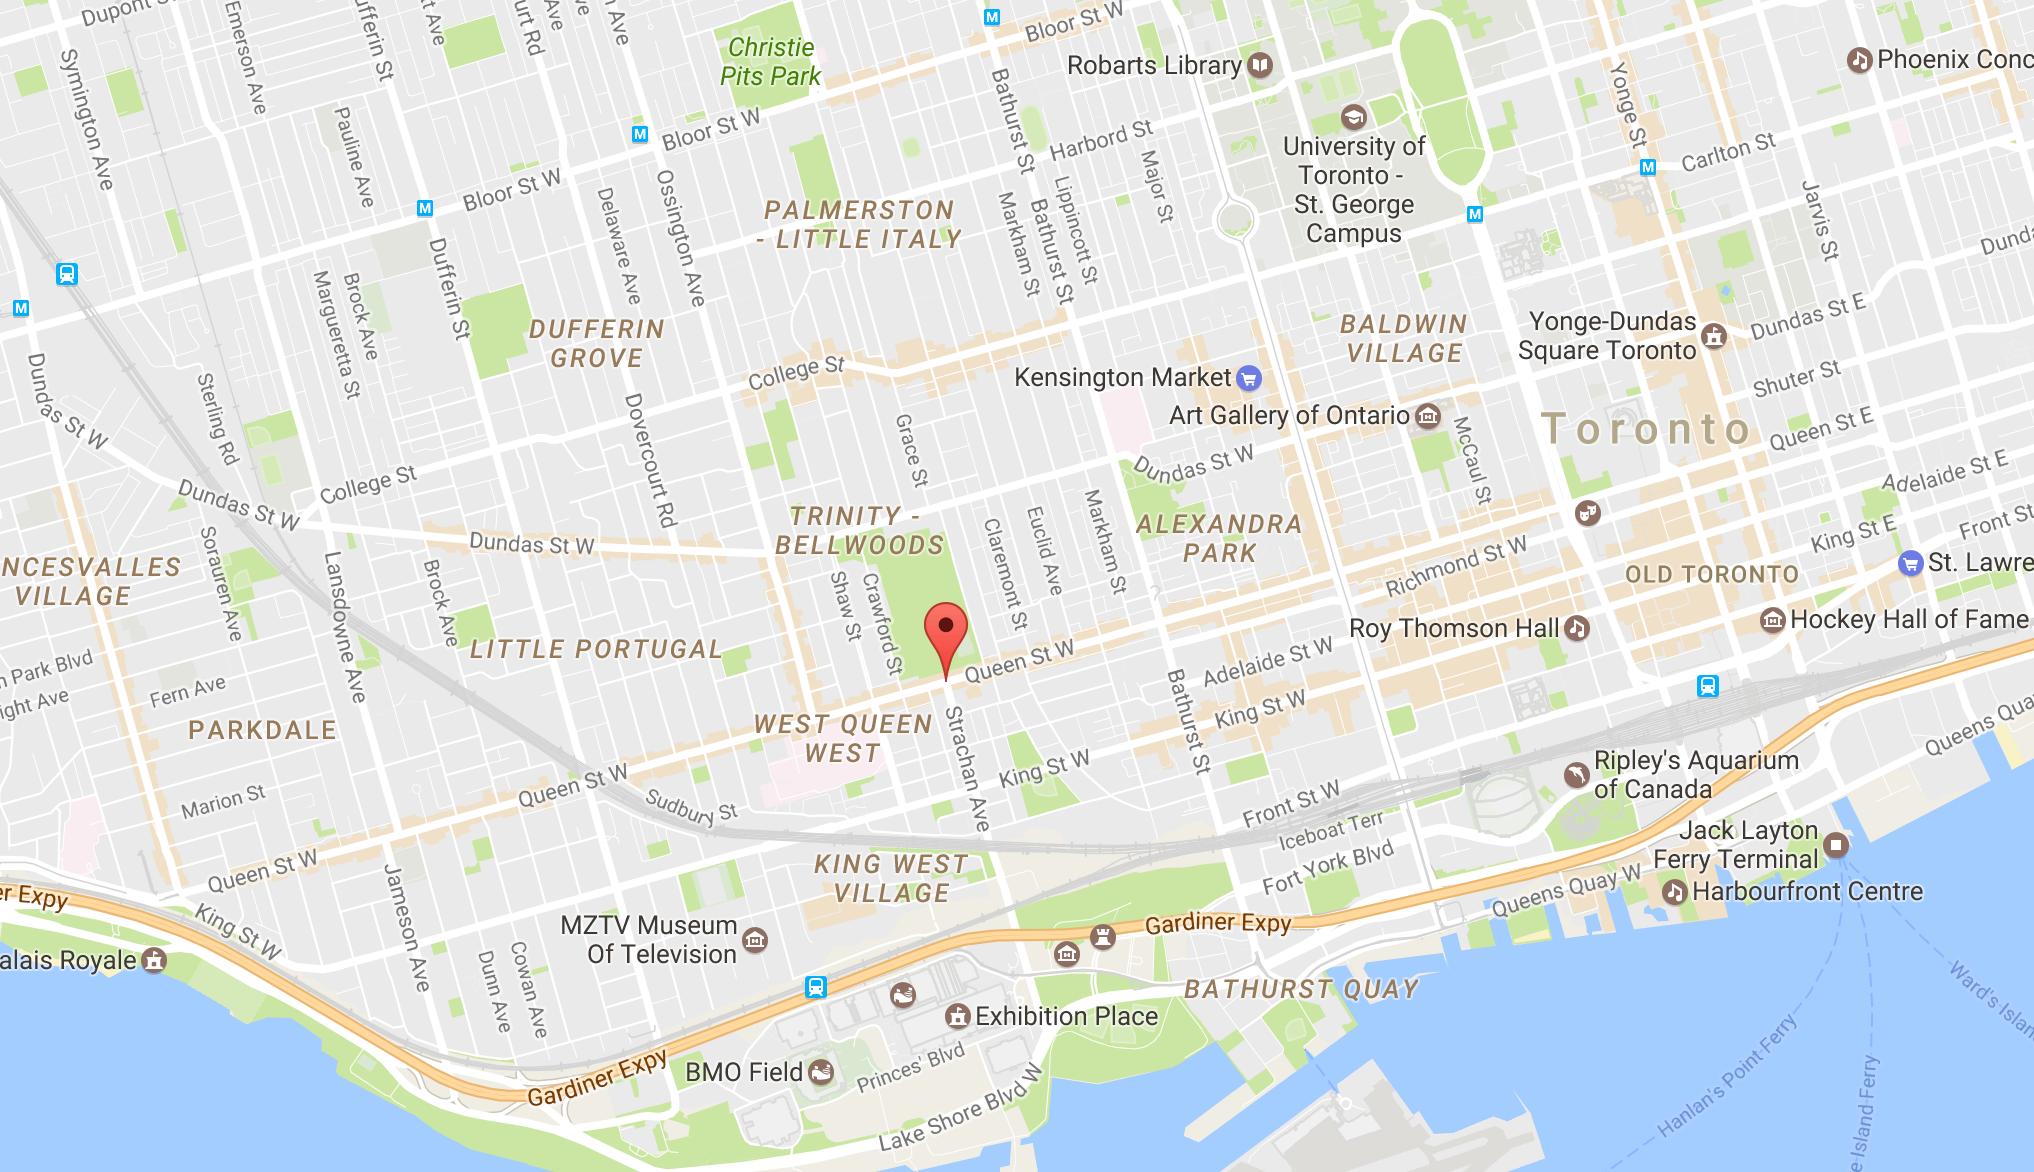 Dupont St
Emerson Ave
Dufferin St
Christie
Pits Park
M
Bloor St W
Robarts Library
Phoenix Conc
Symington Ave
Pauline Ave
M
Bloor St W
Bathurst St
Harbord St
Major St
University of
Toronto -
St. George
Campus
Yonge St
M
Carlton St
M
Bloor St W
Delaware Ave
Ossington Ave
PALMERSTON
- LITTLE ITALY
Markham St
Bathurst St
Lippincott St
M
Jarvis St
Dunda
M
Dufferin St
Brock Ave
Margueretta St
DUFFERIN
GROVE
BALDWIN
VILLAGE
Yonge-Dundas
Square Toronto
Dundas St E
Dundas St W
Sterling Rd
College St
Kensington Market
Art Gallery of Ontario
Shuter St
Toronto
Queen St E
Dovercourt Rd
Grace St
McCaul St
College St
Dundas St W
Dundas St W
Adelaide St E
TRINITY -
BELLWOODS
Claremont St
Euclid Ave
Markham St
ALEXANDRA
PARK
King St E
Front St
Dundas St W
Richmond St W
NCESVALLES
VILLAGE
Sorauren Ave
Lansdowne Ave
Brock Ave
Shaw St
Crawford St
OLD TORONTO
St. Lawre
Roy Thomson Hall
Hockey Hall of Fame
LITTLE PORTUGAL
Queen St W
Adelaide St W
n Park Blvd
ight Ave
Fern Ave
PARKDALE
WEST QUEEN
WEST
Strachan Ave
Bathurst St
King St W
King St W
Queens Qua
Ripley's Aquarium
of Canada
Queen St W
Sudbury St
Marion St
Front St W
Iceboat Terr
Jack Layton
Ferry Terminal
Queen St W
KING WEST
VILLAGE
Fort York Blvd
Queens Quay W
Harbourfront Centre
er Expy
King St W
Jameson Ave
MZTV Museum
Of Television
Gardiner Expy
alais Royale
Dunn Ave
Cowan Ave
BATHURST QUAY
Ward's Islan
Exhibition Place
Gardiner Expy
BMO Field
Princes' Blvd
Lake Shore Blvd W
Hanlan's Point Ferry
e Island Ferry